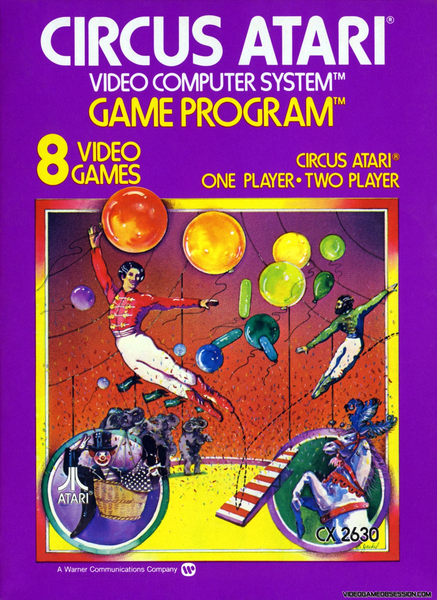 CIRCUS ATARI®
VIDEO COMPUTER SYSTEM™
GAME PROGRAM™
8 VIDEO
GAMES
CIRCUS ATARI®
ONE PLAYER • TWO PLAYER
ATARI
CX 2630
A Warner Communications Company
VIDEOGAMEOBSESSION.COM